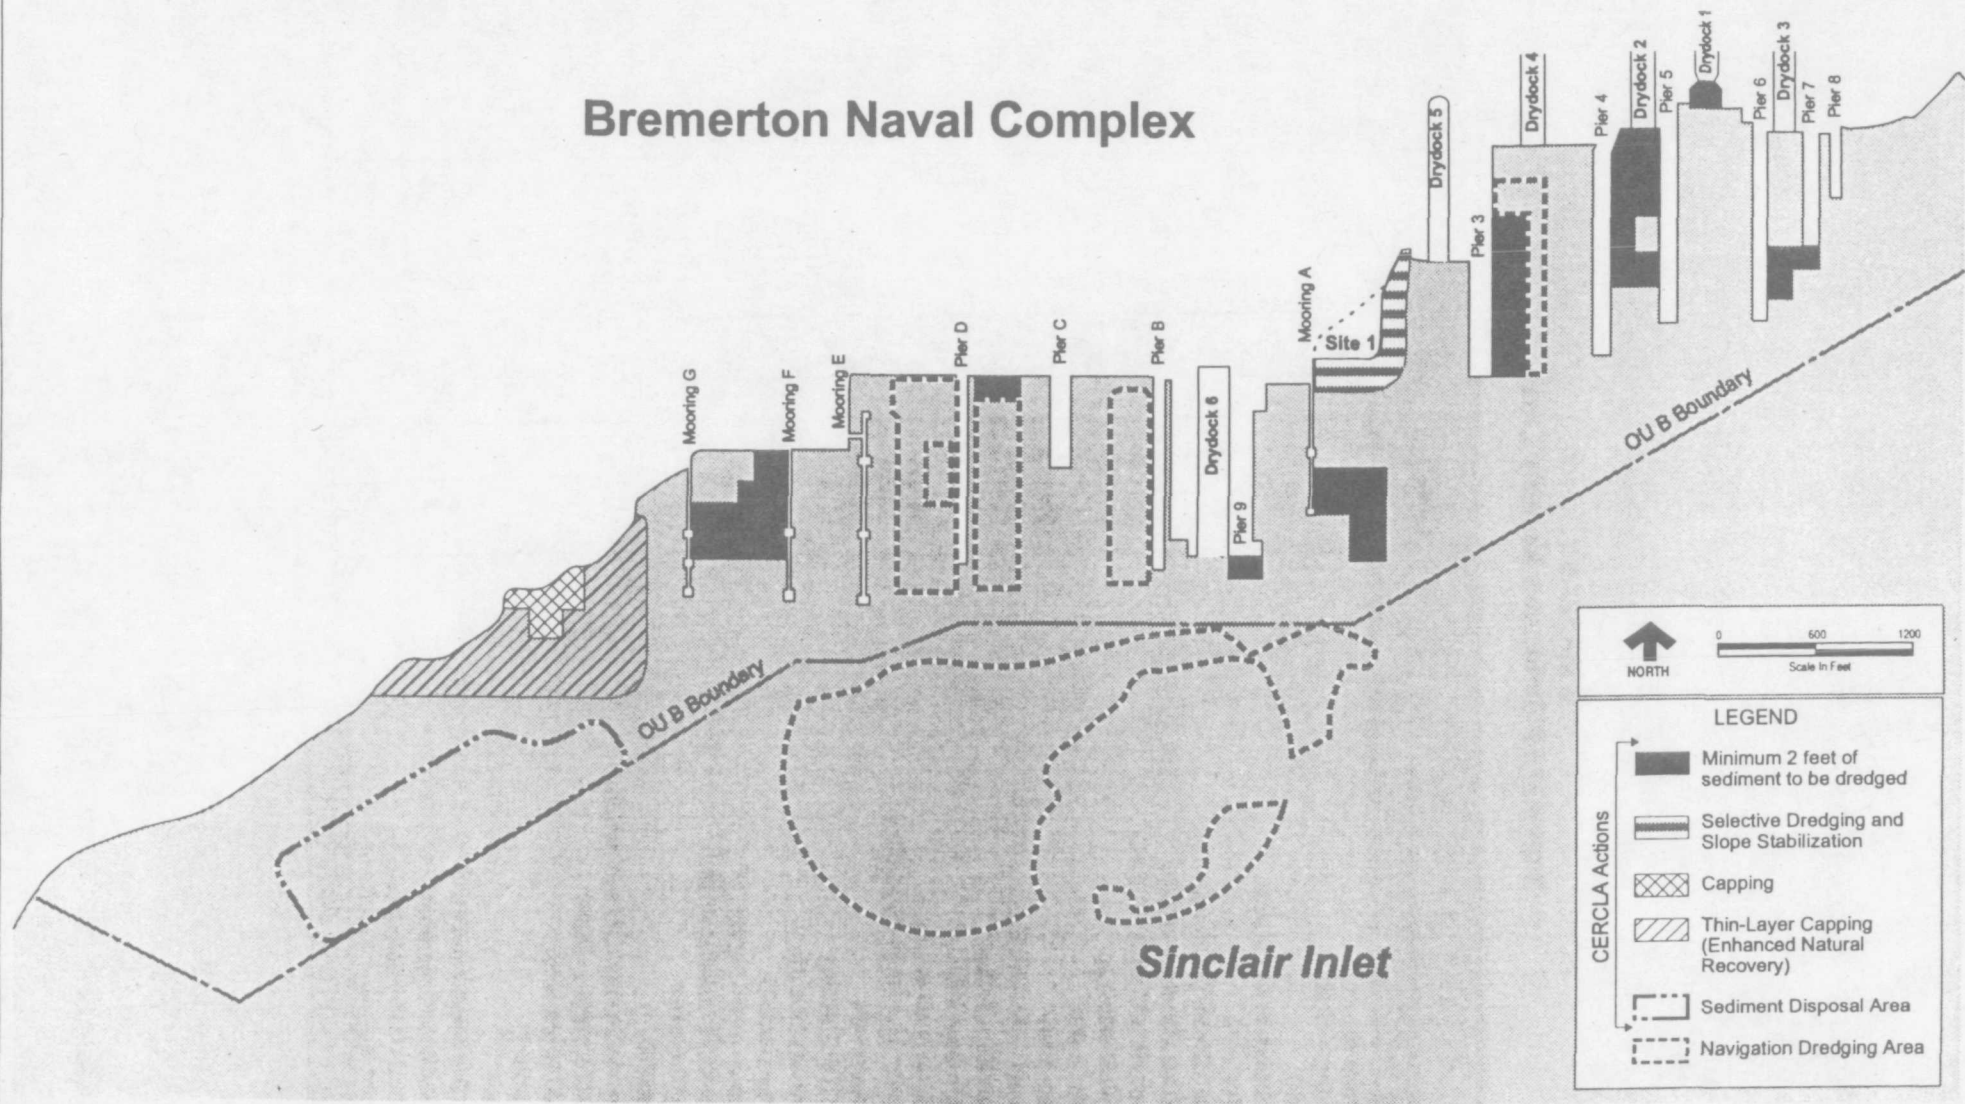 Bremerton Naval Complex
Mooring G
Mooring F
Mooring E
Pier D
Pier C
Pier B
Drydock 6
Pier 9
Mooring A
Site 1
Drydock 5
Pier 3
Drydock 4
Pier 4
Drydock 2
Pier 5
Drydock 1
Pier 6
Drydock 3
Pier 7
Pier 8
OU B Boundary
OU B Boundary
Sinclair Inlet
NORTH
0 600 1200
Scale In Feet
LEGEND
CERCLA Actions
Minimum 2 feet of
sediment to be dredged
Selective Dredging and
Slope Stabilization
Capping
Thin-Layer Capping
(Enhanced Natural
Recovery)
Sediment Disposal Area
Navigation Dredging Area